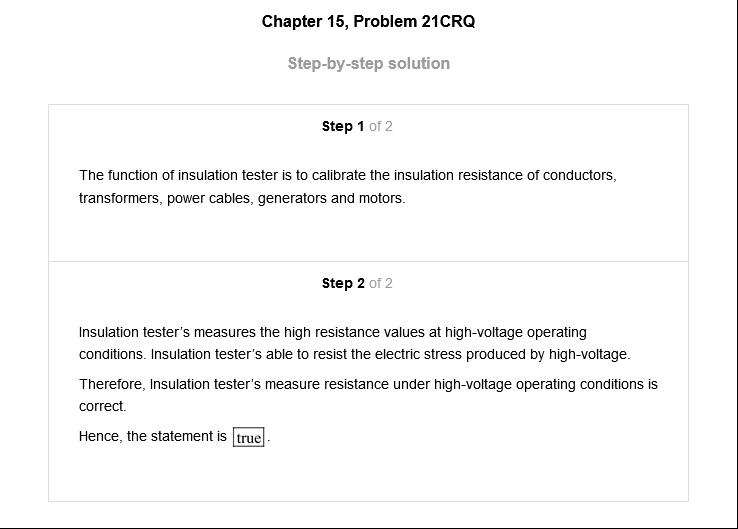 Chapter 15, Problem 21CRQ
Step-by-step solution
Step 1 of 2
The function of insulation tester is to calibrate the insulation resistance of conductors,
transformers, power cables, generators and motors.
Step 2 of 2
Insulation tester's measures the high resistance values at high-voltage operating
conditions. Insulation tester's able to resist the electric stress produced by high-voltage.
Therefore, Insulation tester's measure resistance under high-voltage operating conditions is
correct.
Hence, the statement is true.